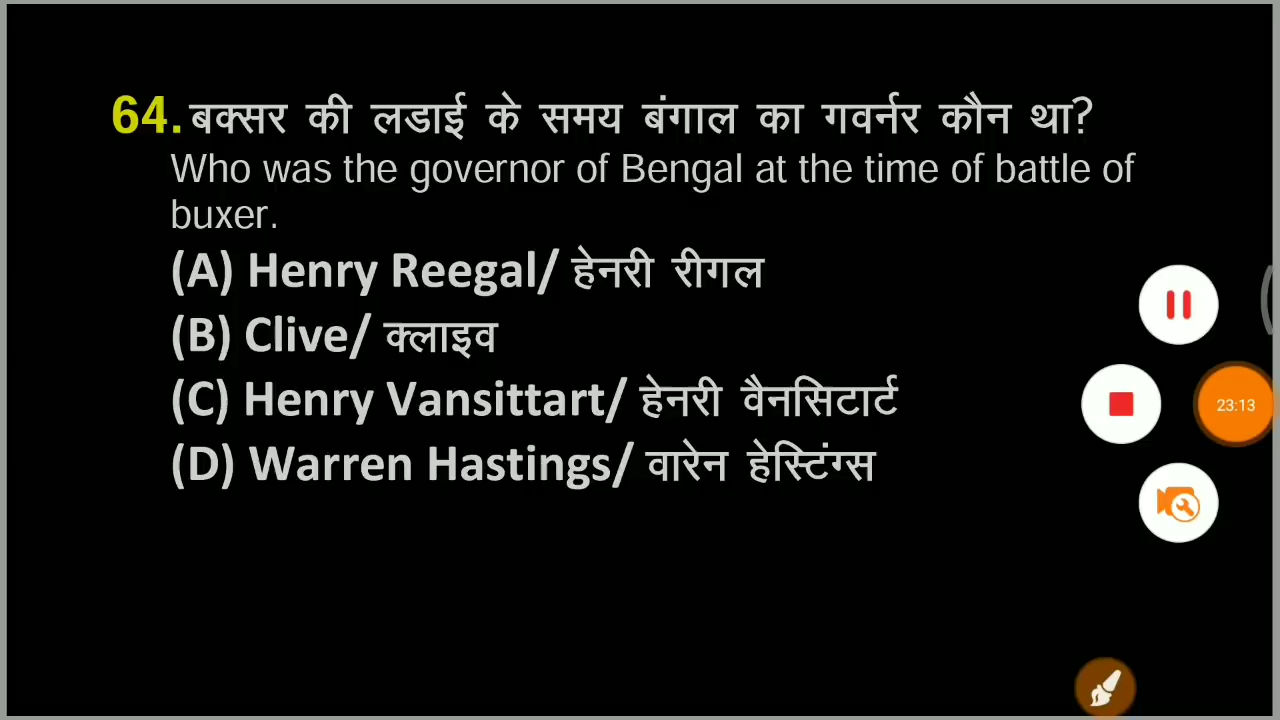 64. बक्सर की लडाई के समय बंगाल का गवर्नर कौन था?
Who was the governor of Bengal at the time of battle of
buxer.
(A) Henry Reegal/ हेनरी रीगल
(B) Clive/ क्लाइव
(C) Henry Vansittart/ हेनरी वैनसिटार्ट
(D) Warren Hastings/ वारेन हेस्टिंग्स
23:13